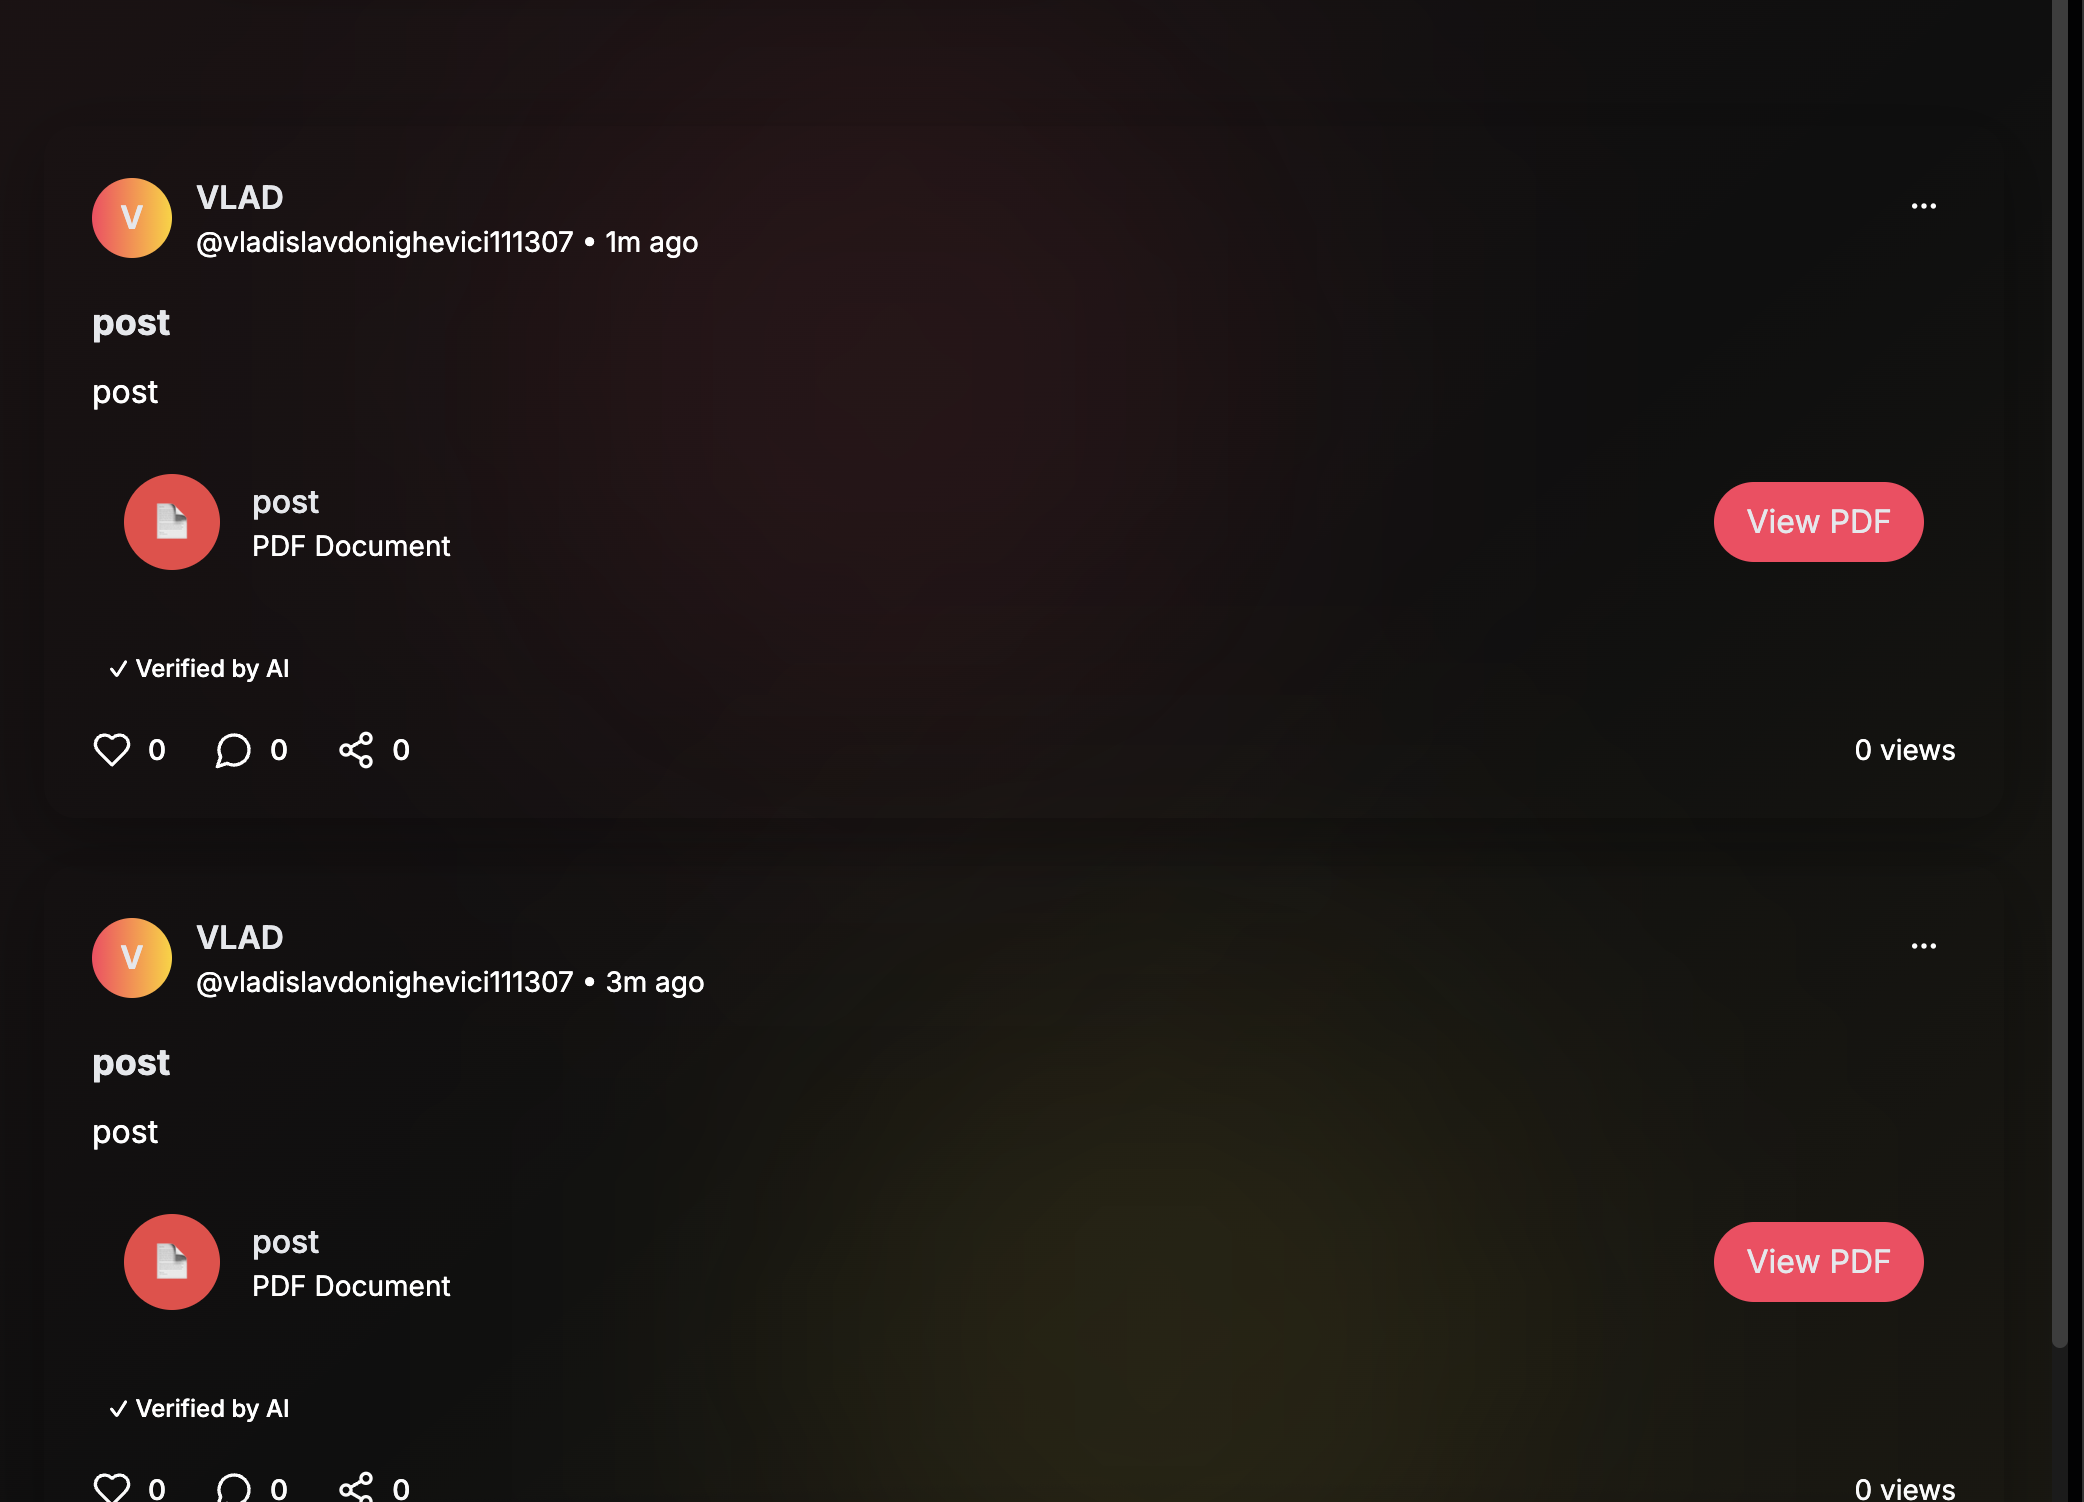 V
VLAD
@vladislavdonighevici111307 • 1m ago
post
post
post
PDF Document
View PDF
✓ Verified by AI
0 0 0 0 views
V
VLAD
@vladislavdonighevici111307 • 3m ago
post
post
post
PDF Document
View PDF
✓ Verified by AI
0 0 0 0 views